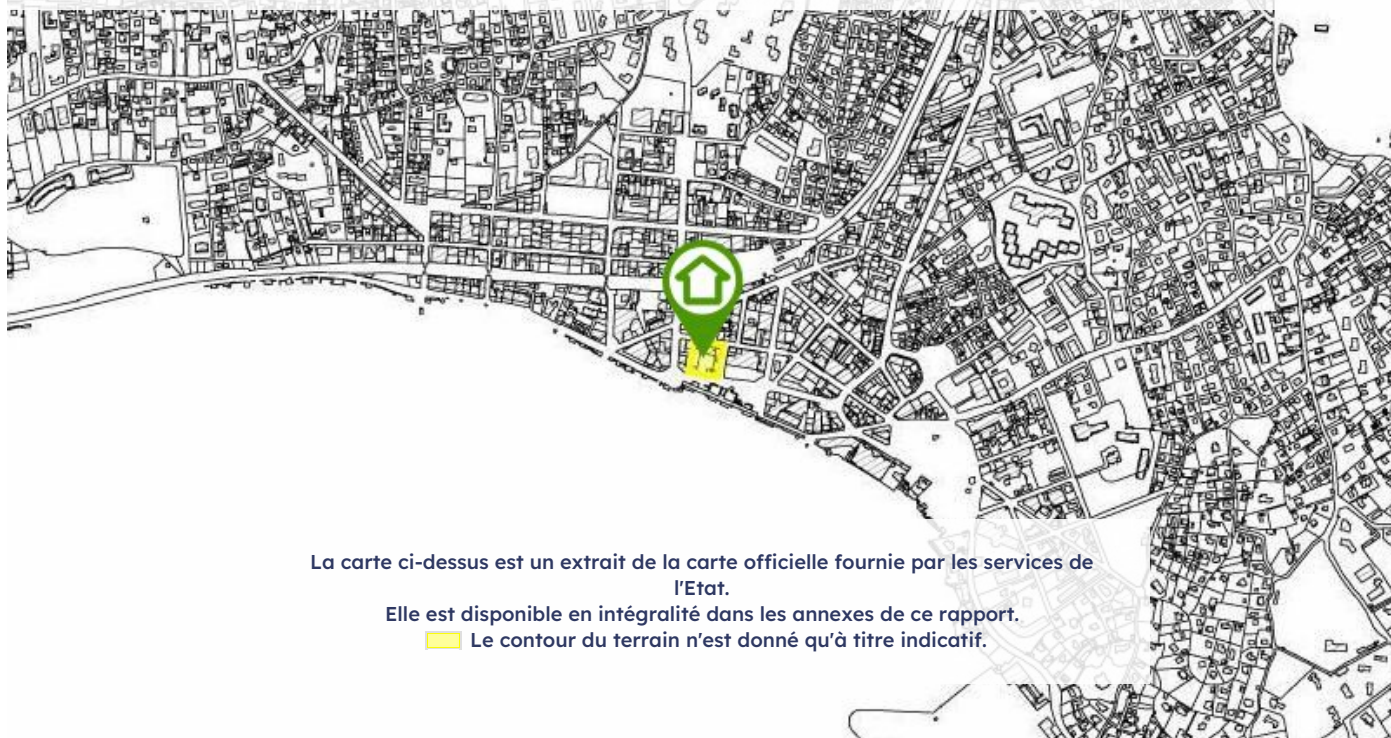 La carte ci-dessus est un extrait de la carte officielle fournie par les services de
l'Etat.
Elle est disponible en intégralité dans les annexes de ce rapport.
Le contour du terrain n'est donné qu'à titre indicatif.